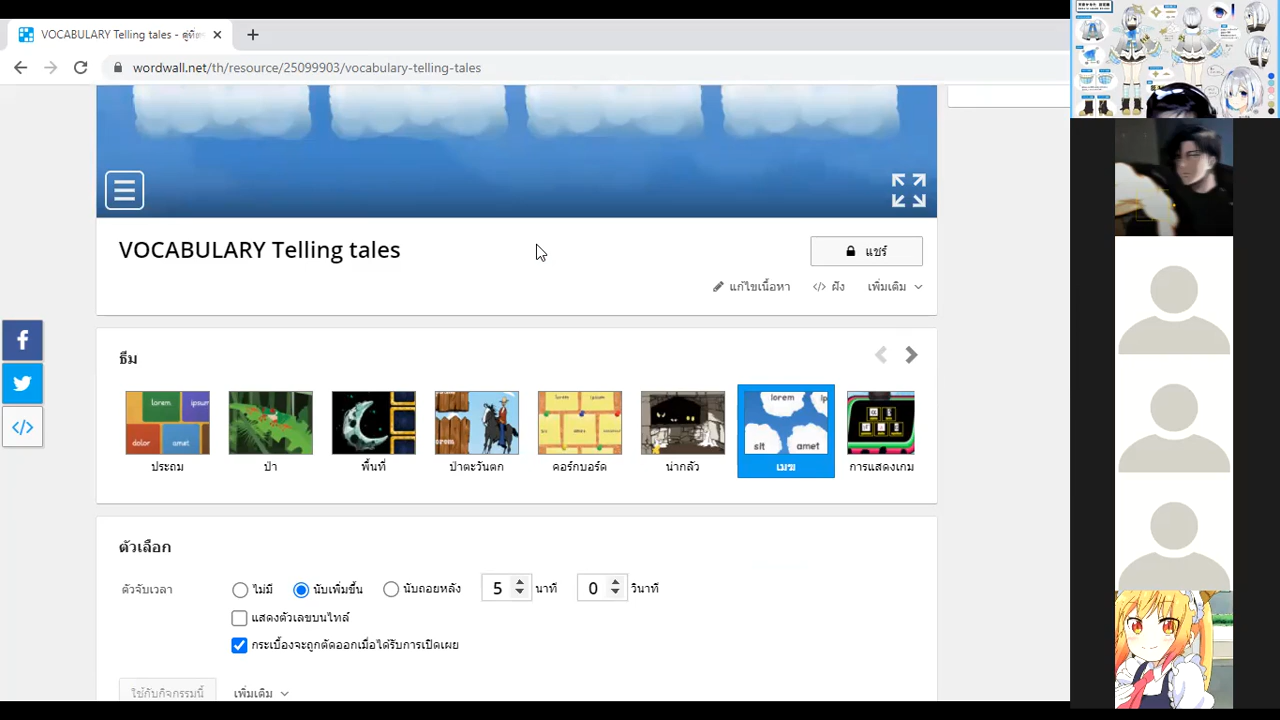 VOCABULARY Telling tales - ตู้ที่
wordwall.net/th/resource/25099903/vocabulary-telling-tales
VOCABULARY Telling tales
แชร์
แก้ไขเนื้อหา
ฝัง
เพิ่มเติม
ธีม
lorem ipsum
dolor amet
lorem
lorem ip
sit amet
ประถม
ป่า
พื้นที่
ป่าตะวันตก
คอร์กบอร์ด
น่ากลัว
เมฆ
การแสดงเกม
ตัวเลือก
ตัวจับเวลา
ไม่มี
นับเพิ่มขึ้น
นับถอยหลัง
5 นาที
0 วินาที
แสดงตัวเลขบนไทล์
กระเบื้องจะถูกตัดออกเมื่อได้รับการเปิดเผย
ใช้กับกิจกรรมนี้
เพิ่มเติม